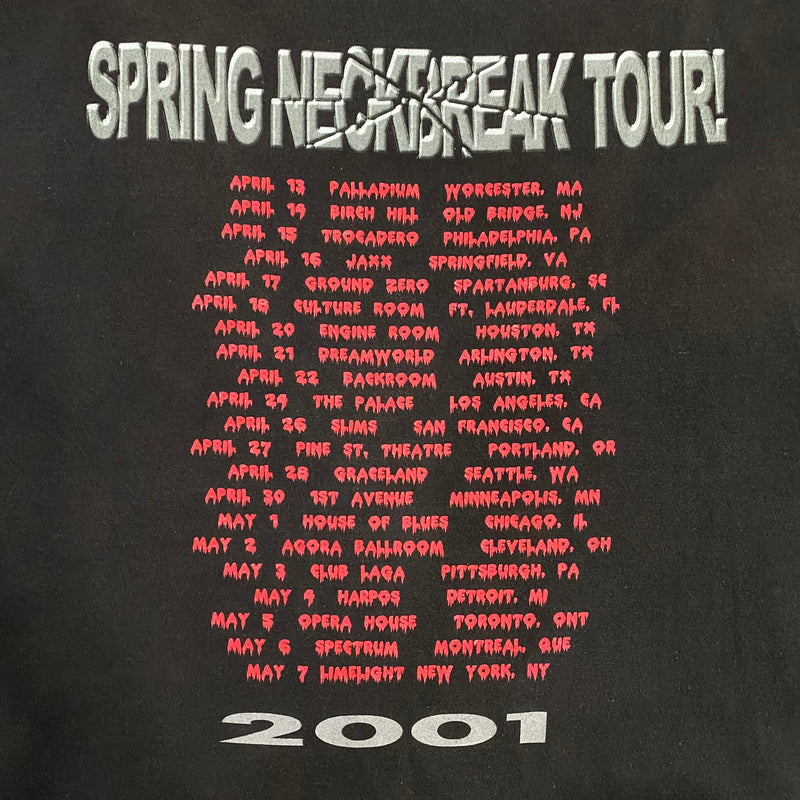 SPRING NECKBREAK TOUR!
APRIL 13 PALLADIUM WORCESTER, MA
APRIL 14 BIRCH HILL OLD BRIDGE, NJ
APRIL 15 TROCADERO PHILADELPHIA, PA
APRIL 16 JAXX SPRINGFIELD, VA
APRIL 17 GROUND ZERO SPARTANBURG, SC
APRIL 18 CULTURE ROOM FT. LAUDERDALE, FL
APRIL 20 ENGINE ROOM HOUSTON, TX
APRIL 21 DREAMWORLD ARLINGTON, TX
APRIL 22 BACKROOM AUSTIN, TX
APRIL 24 THE PALACE LOS ANGELES, CA
APRIL 26 SLIMS SAN FRANCISCO, CA
APRIL 27 PINE ST. THEATRE PORTLAND, OR
APRIL 28 GRACELAND SEATTLE, WA
APRIL 30 1ST AVENUE MINNEAPOLIS, MN
MAY 1 HOUSE OF BLUES CHICAGO, IL
MAY 2 AGORA BALLROOM CLEVELAND, OH
MAY 3 CLUB LAGA PITTSBURGH, PA
MAY 4 HARPOS DETROIT, MI
MAY 5 OPERA HOUSE TORONTO, ONT
MAY 6 SPECTRUM MONTREAL, QUE
MAY 7 LIMELIGHT NEW YORK, NY
2001